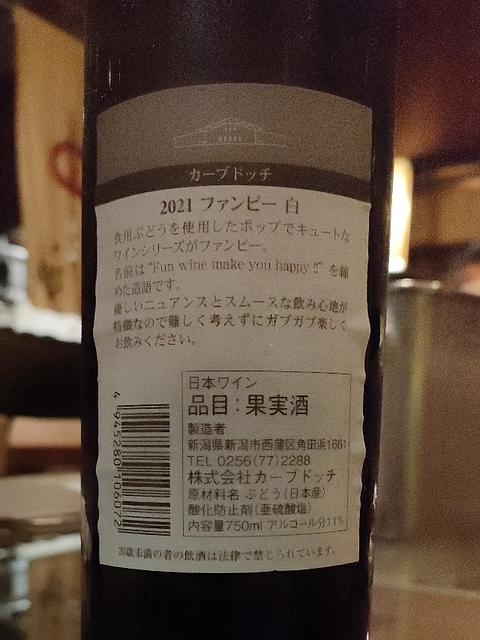 カーブドッチ
2021 ファンピー 白
食用ぶどうを使用したポップでキュートな
ワインシリーズがファンピー。
名前は“Fun wine make you happy !!”を縮
めた造語です。
優しいニュアンスとスムースな飲み心地が
特徴なので難しく考えずにガブガブ楽しく
お飲みください。
日本ワイン
品目：果実酒
製造者
新潟県新潟市西蒲区角田浜1661
TEL 0256(77)2288
株式会社カーブドッチ
原材料名 ぶどう(日本産)
酸化防止剤(亜硫酸塩)
内容量750ml アルコール分11%
4 945280 106072
20歳未満の者の飲酒は法律で禁じられています。